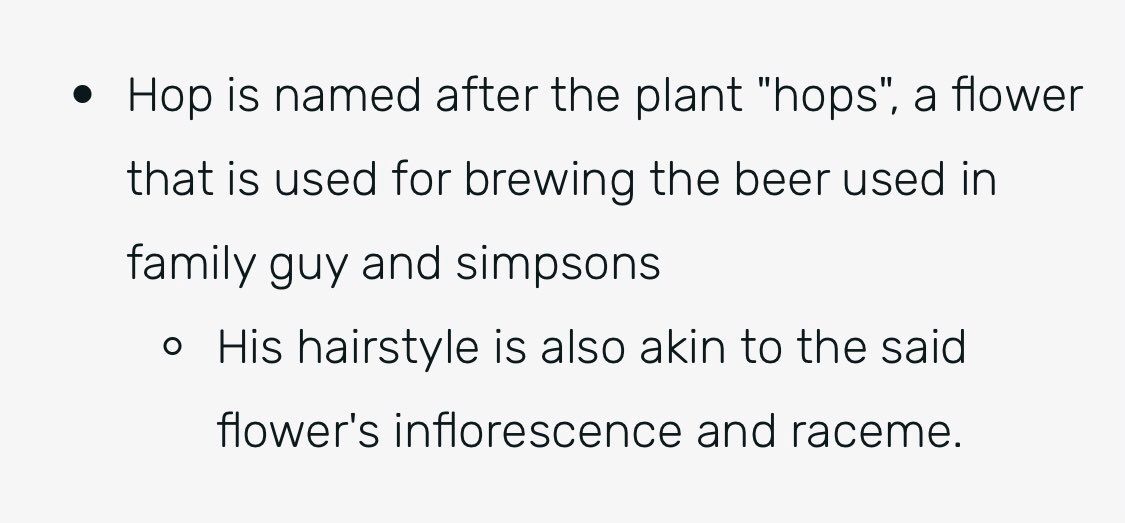 • Hop is named after the plant "hops", a flower
that is used for brewing the beer used in
family guy and simpsons
◦ His hairstyle is also akin to the said
flower's inflorescence and raceme.